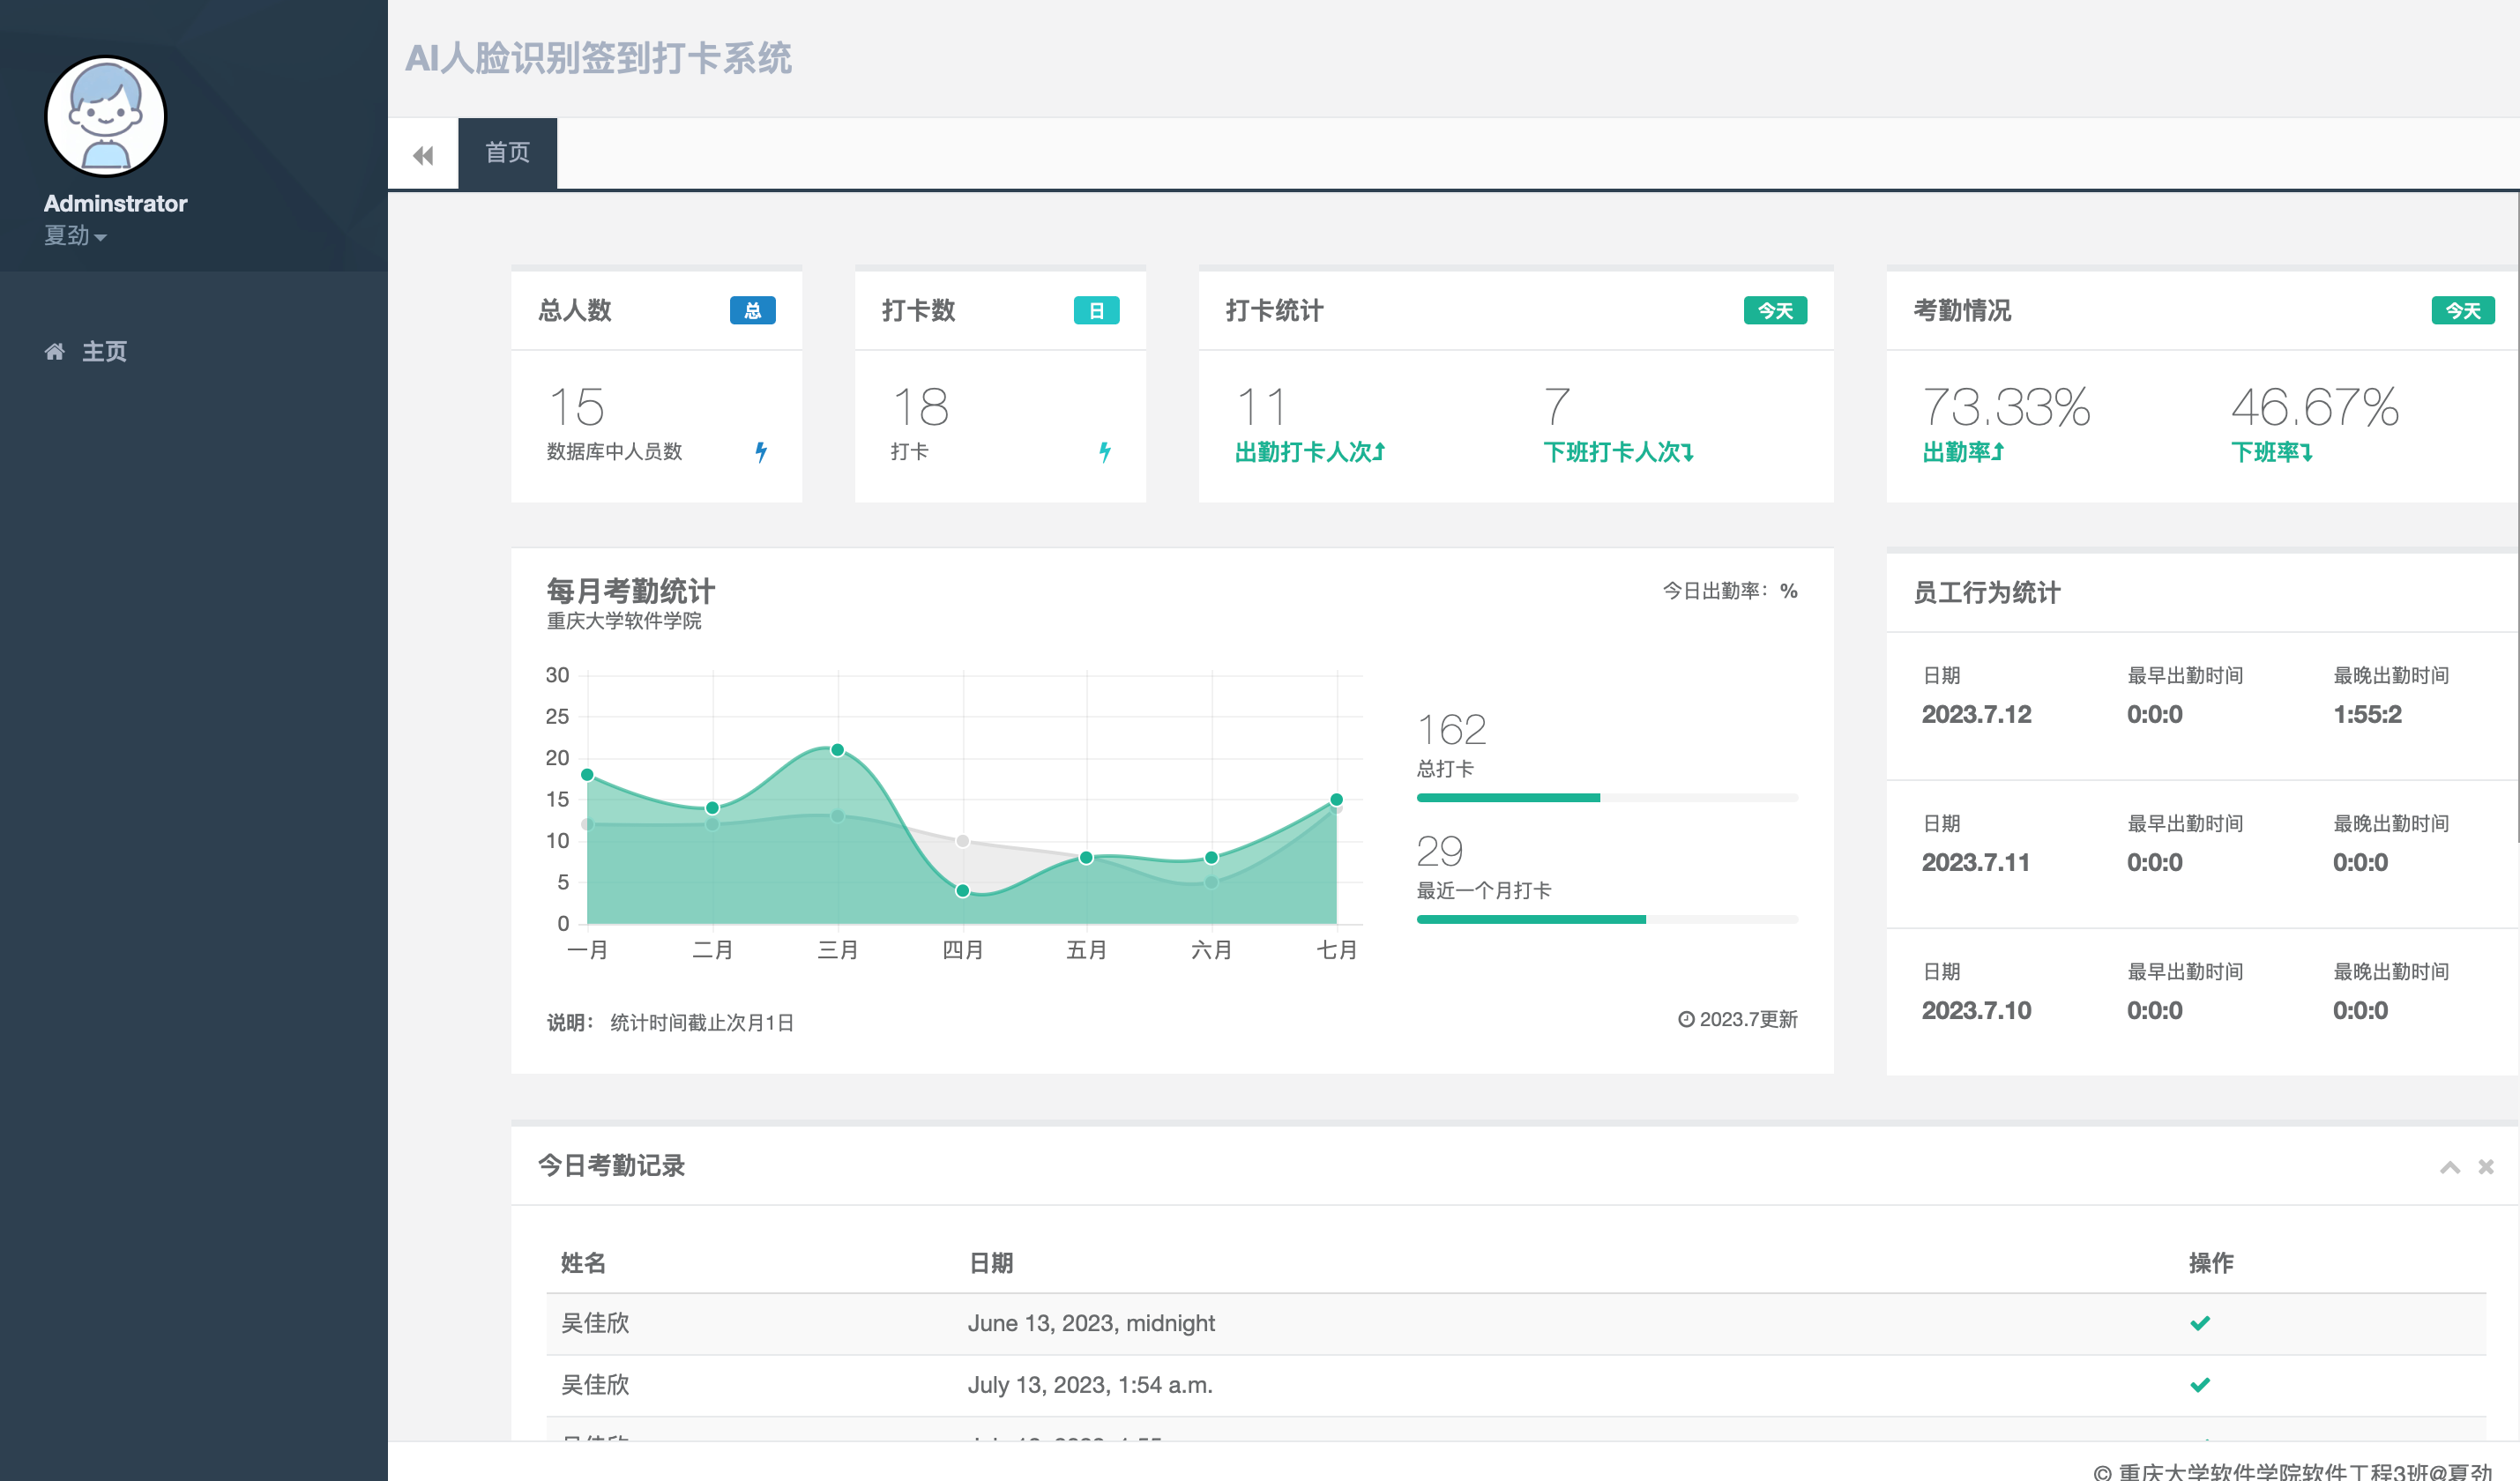 AI人脸识别签到打卡系统
Adminstrator
夏劲
主页
首页
总人数 总
15
数据库中人员数
打卡数 日
18
打卡
打卡统计 今天
11 7
出勤打卡人次 下班打卡人次
考勤情况 今天
73.33% 46.67%
出勤率 下班率
每月考勤统计
重庆大学软件学院
今日出勤率：%
30
25
20
15
10
5
0
一月 二月 三月 四月 五月 六月 七月
162
总打卡
29
最近一个月打卡
说明： 统计时间截止次月1日
2023.7更新
员工行为统计
日期 最早出勤时间 最晚出勤时间
2023.7.12 0:0:0 1:55:2
日期 最早出勤时间 最晚出勤时间
2023.7.11 0:0:0 0:0:0
日期 最早出勤时间 最晚出勤时间
2023.7.10 0:0:0 0:0:0
今日考勤记录
姓名 日期 操作
吴佳欣 June 13, 2023, midnight
吴佳欣 July 13, 2023, 1:54 a.m.
© 重庆大学软件学院软件工程3班@夏劲